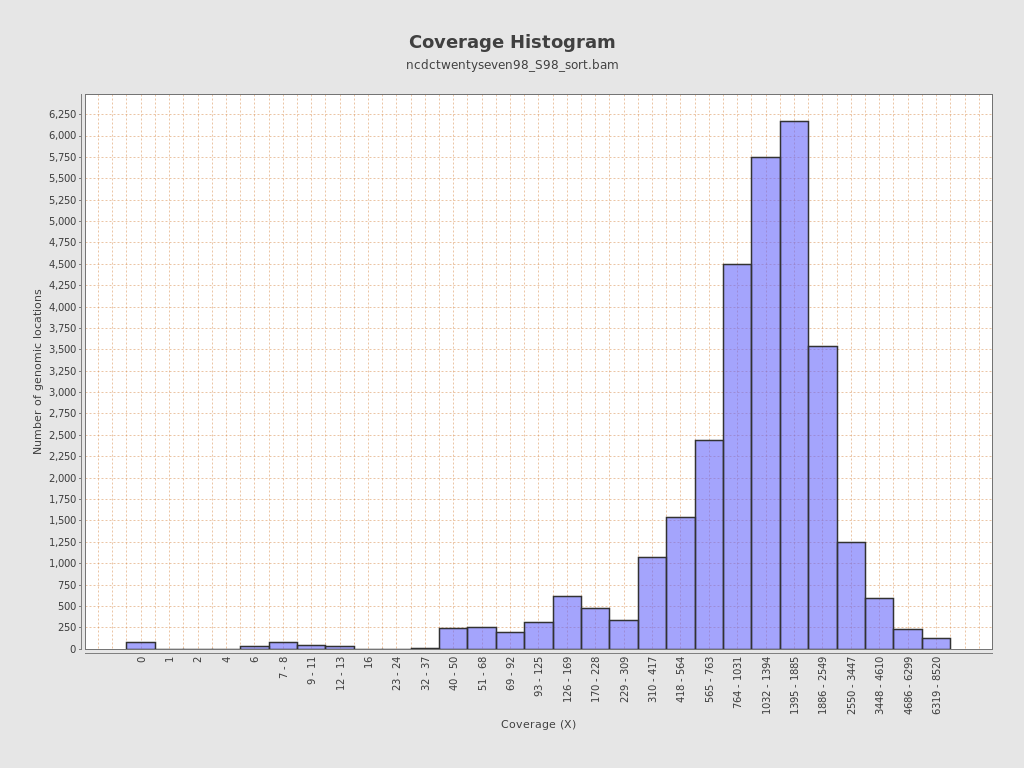 Coverage Histogram
ncdctwentyseven98_S98_sort.bam
Number of genomic locations
6,250
6,000
5,750
5,500
5,250
5,000
4,750
4,500
4,250
4,000
3,750
3,500
3,250
3,000
2,750
2,500
2,250
2,000
1,750
1,500
1,250
1,000
750
500
250
0
0
1
2
4
6
7 - 8
9 - 11
12 - 13
16
23 - 24
32 - 37
40 - 50
51 - 68
69 - 92
93 - 125
126 - 169
170 - 228
229 - 309
310 - 417
418 - 564
565 - 763
764 - 1031
1032 - 1394
1395 - 1885
1886 - 2549
2550 - 3447
3448 - 4610
4686 - 6299
6319 - 8520
Coverage (X)